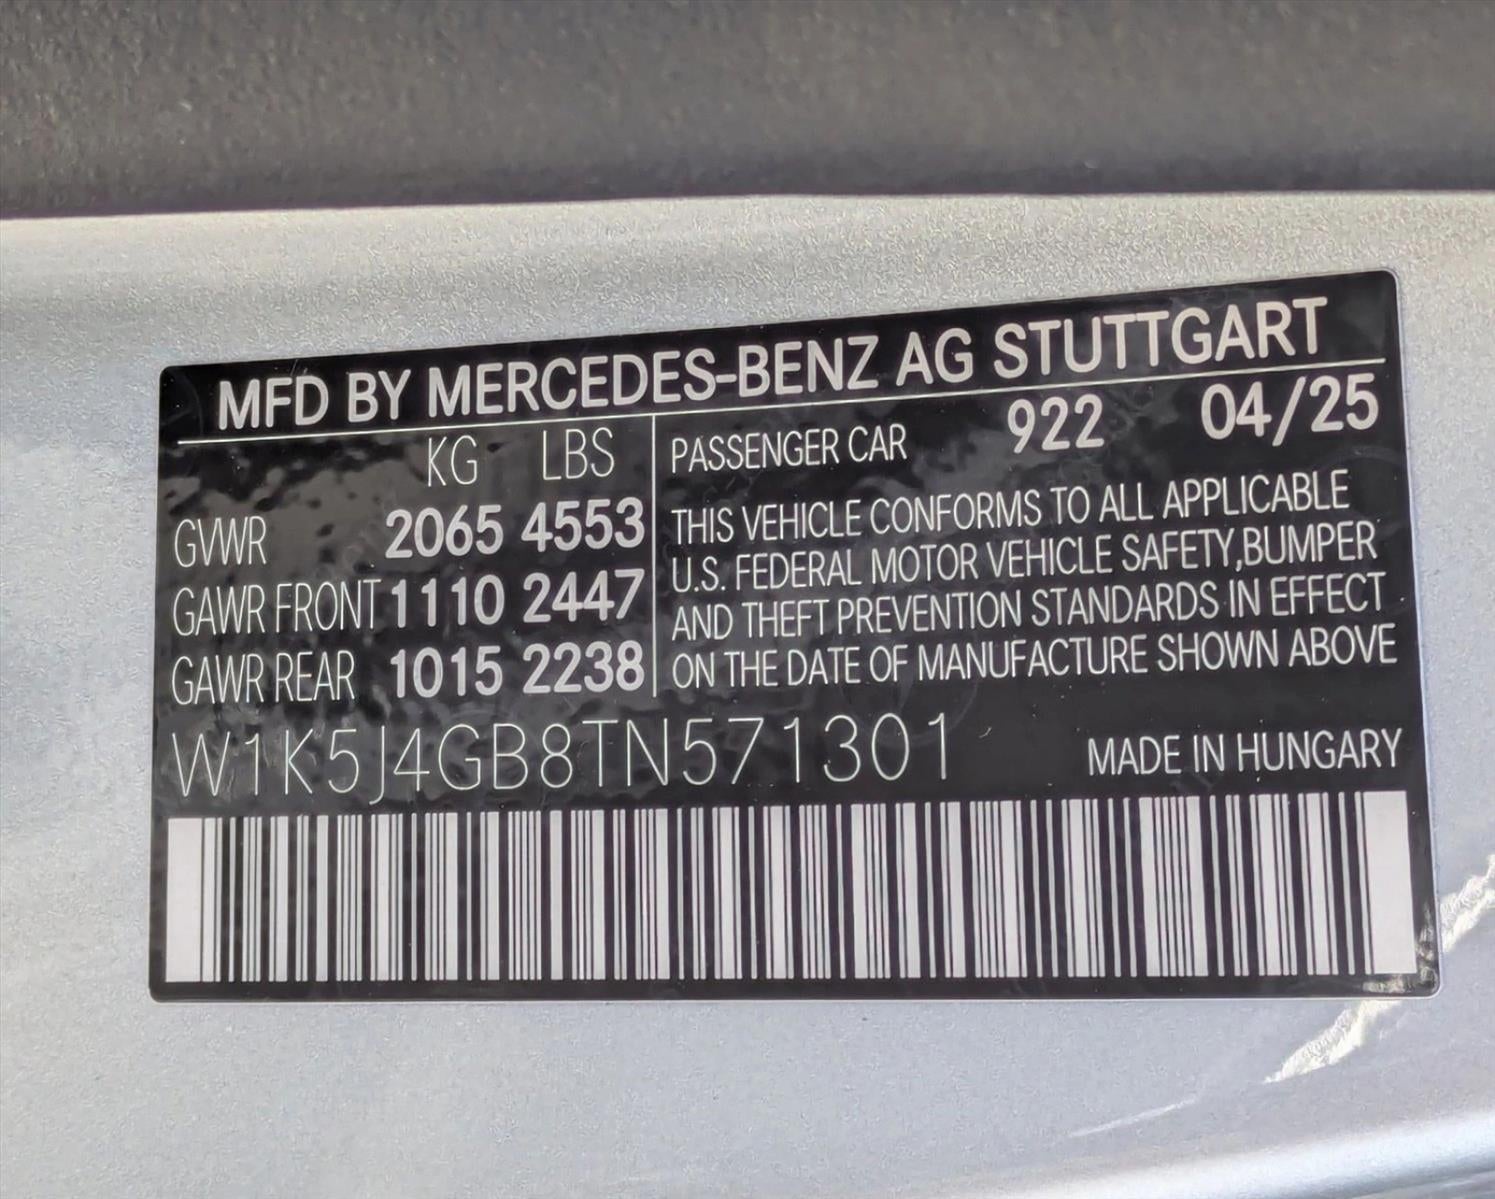 MFD BY MERCEDES-BENZ AG STUTTGART
KG LBS
GVWR 2065 4553
GAWR FRONT 1110 2447
GAWR REAR 1015 2238
PASSENGER CAR 922 04/25
THIS VEHICLE CONFORMS TO ALL APPLICABLE
U.S. FEDERAL MOTOR VEHICLE SAFETY,BUMPER
AND THEFT PREVENTION STANDARDS IN EFFECT
ON THE DATE OF MANUFACTURE SHOWN ABOVE
W1K5J4GB8TN571301
MADE IN HUNGARY